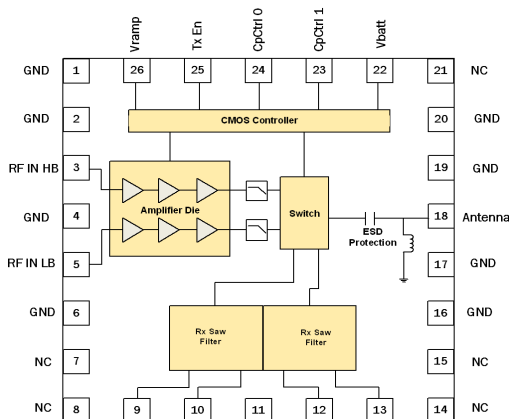 Vramp
Tx En
CpCtrl 0
CpCtrl 1
Vbatt
GND 1 26 25 24 23 22 21 NC
GND 2 CMOS Controller 20 GND
RF IN HB 3 19 GND
GND 4 Amplifier Die Switch 18 Antenna
ESD
Protection
RF IN LB 5 17 GND
GND 6 16 GND
Rx Saw
Filter
Rx Saw
Filter
NC 7 15 NC
NC 8 9 10 11 12 13 14 NC